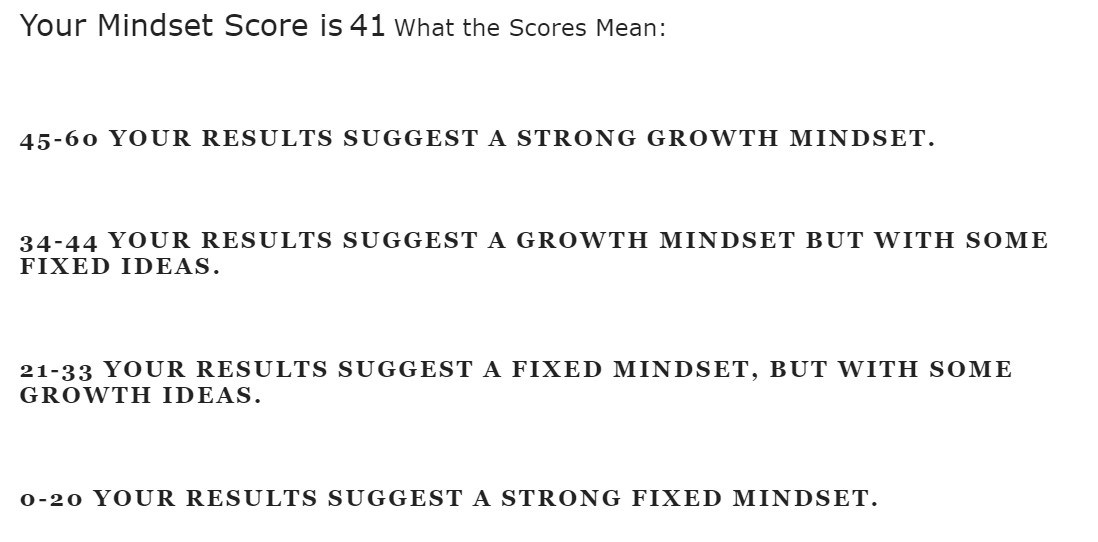 Your Mindset Score is 41 What the Scores Mean:
45-60 YOUR RESULTS SUGGEST A STRONG GROWTH MINDSET.
34-44 YOUR RESULTS SUGGEST A GROWTH MINDSET BUT WITH SOME
FIXED IDEAS.
21-33 YOUR RESULTS SUGGEST A FIXED MINDSET, BUT WITH SOME
GROWTH IDEAS.
0-20 YOUR RESULTS SUGGEST A STRONG FIXED MINDSET.